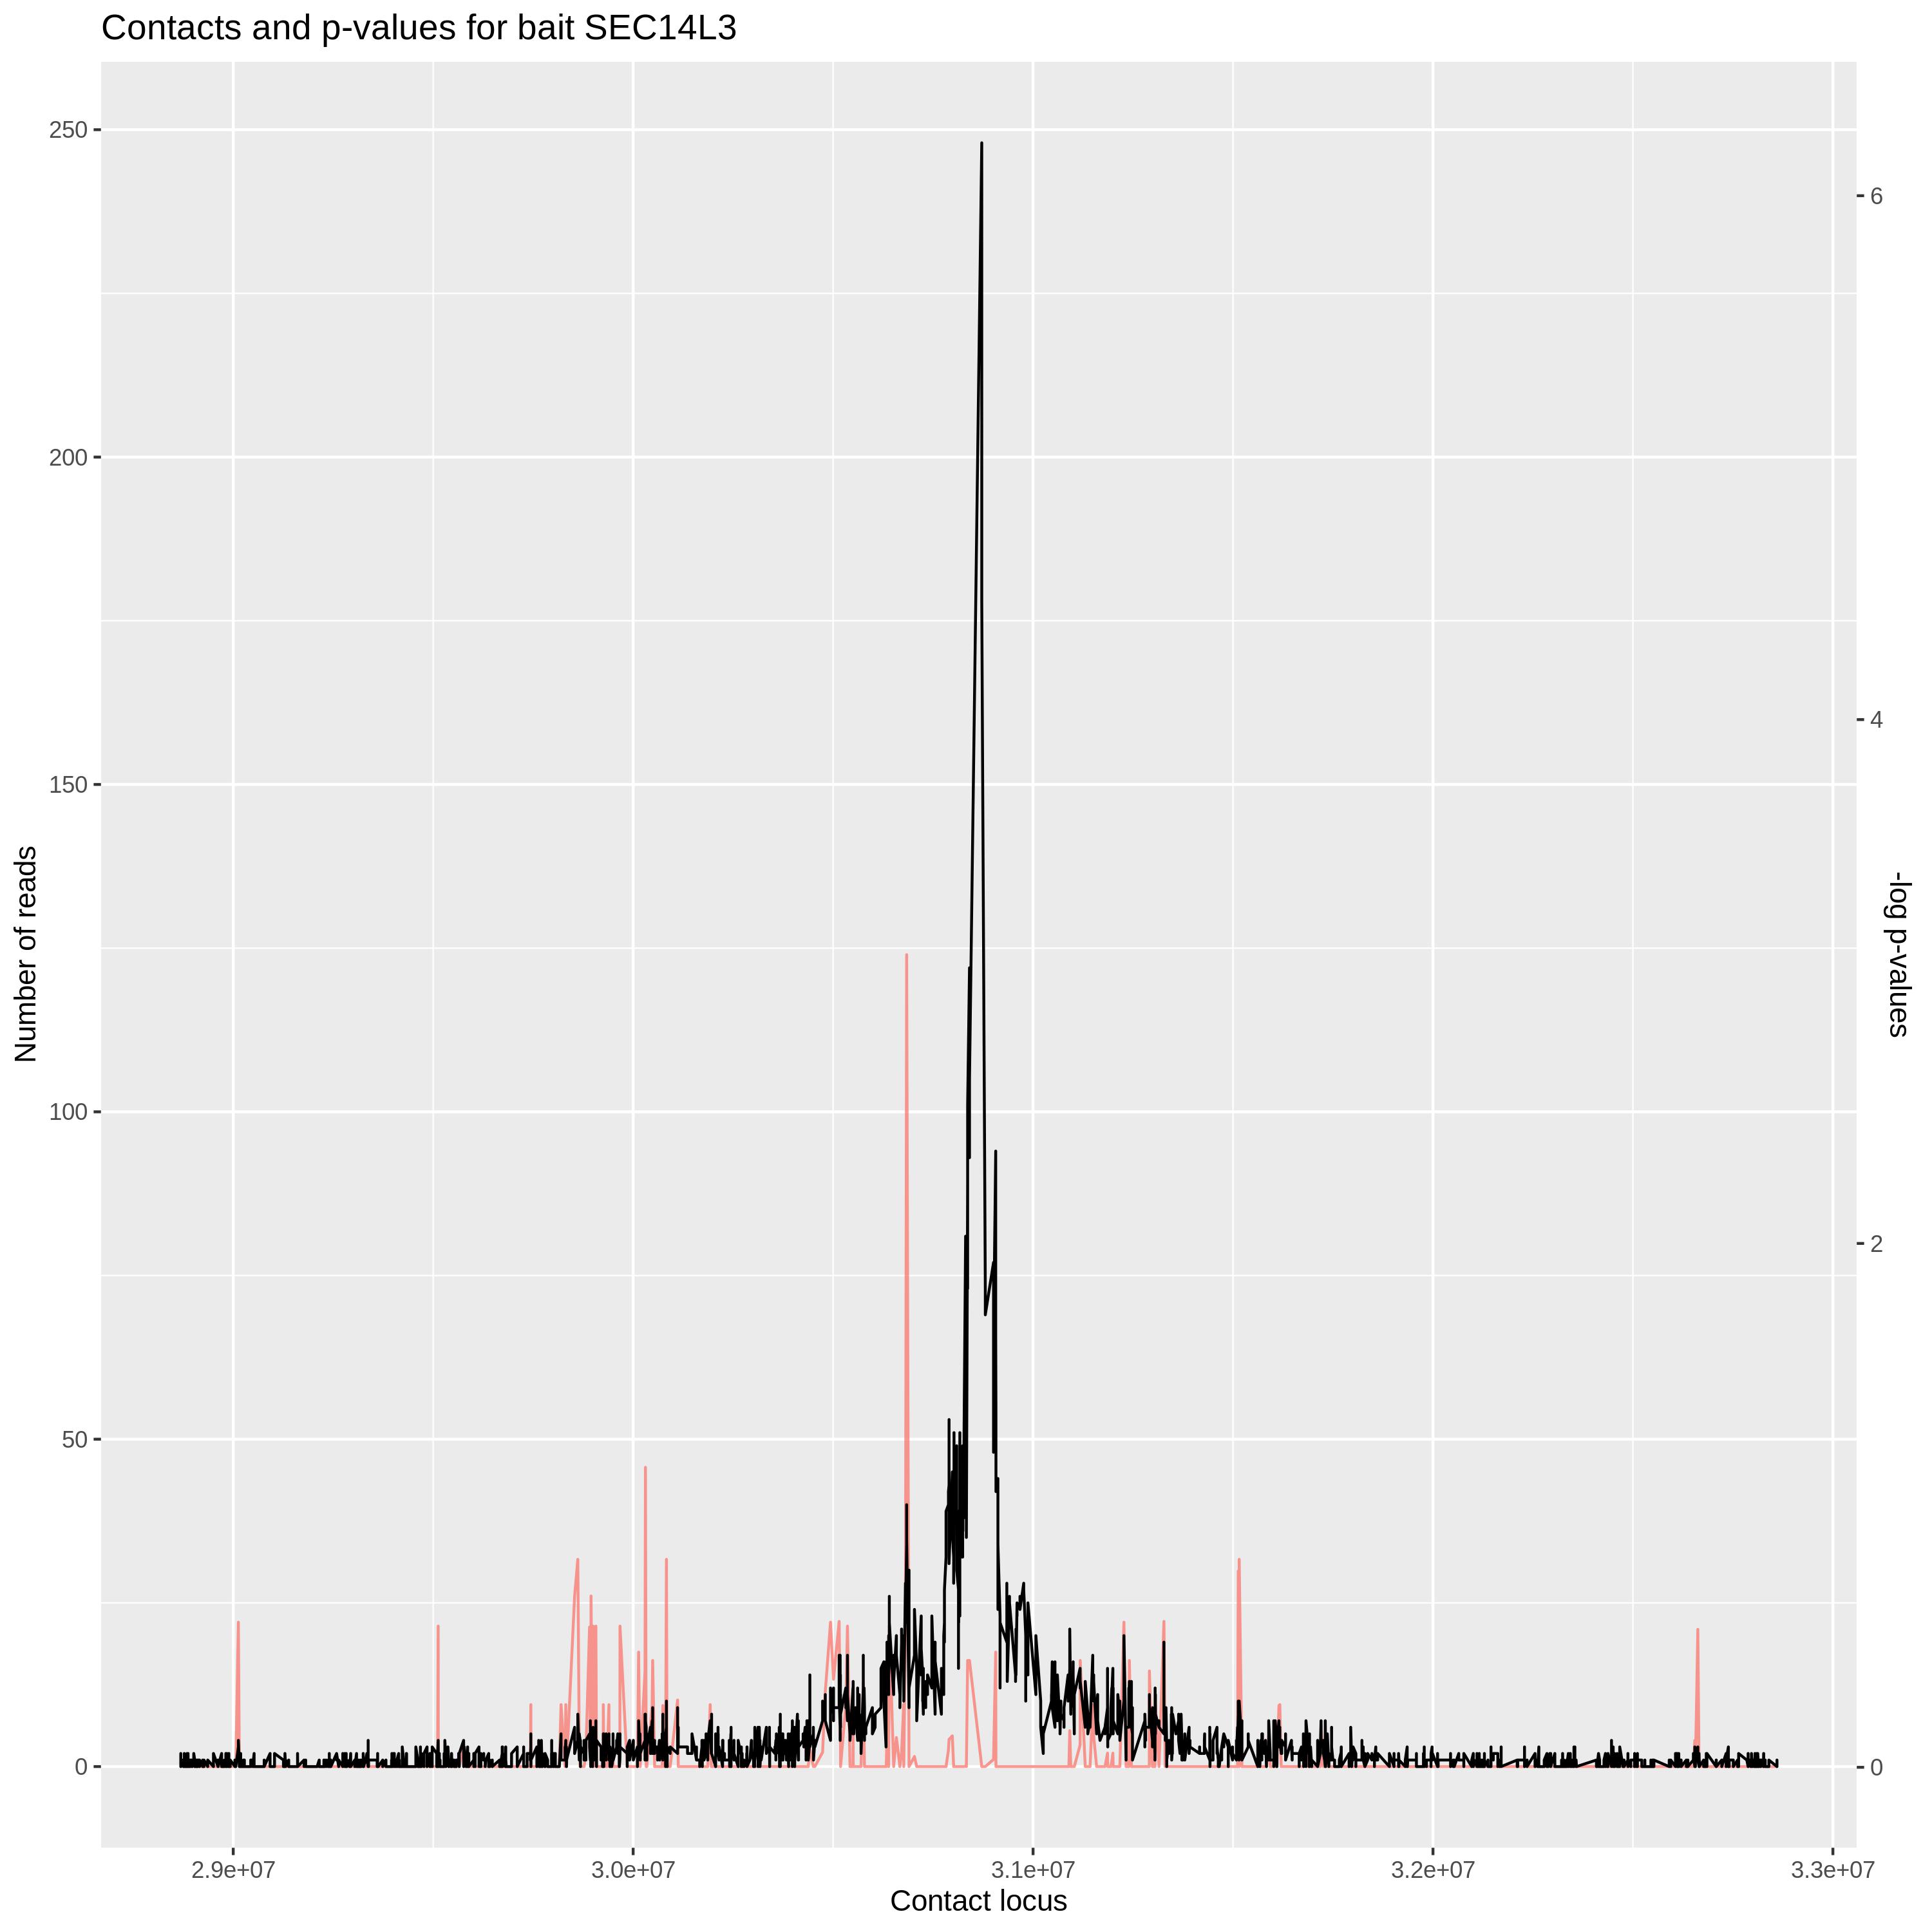 Contacts and p-values for bait SEC14L3
250
200
150
100
50
0
Number of reads
6
4
2
0
-log p-values
2.9e+07 3.0e+07 3.1e+07 3.2e+07 3.3e+07
Contact locus